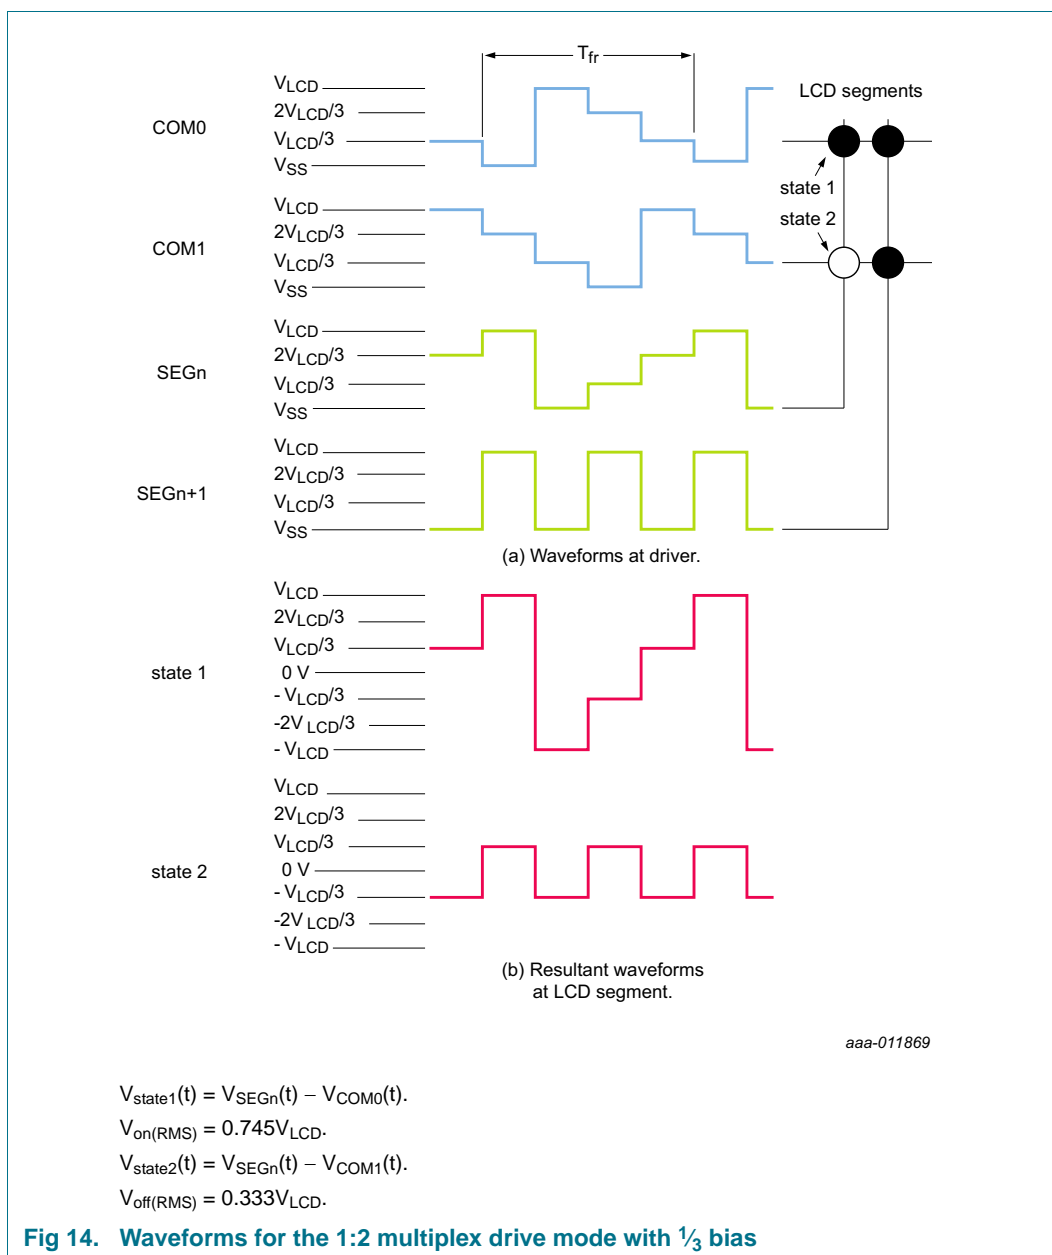 Tfr
VLCD
2VLCD/3
COM0
VLCD/3
VSS
LCD segments
state 1
state 2
VLCD
2VLCD/3
COM1
VLCD/3
VSS
VLCD
2VLCD/3
SEGn
VLCD/3
VSS
VLCD
2VLCD/3
SEGn+1
VLCD/3
VSS
(a) Waveforms at driver.
VLCD
2VLCD/3
VLCD/3
state 1
0 V
- VLCD/3
-2V LCD/3
- VLCD
VLCD
2VLCD/3
VLCD/3
state 2
0 V
- VLCD/3
-2V LCD/3
- VLCD
(b) Resultant waveforms
at LCD segment.
aaa-011869
Vstate1(t) = VSEGn(t) − VCOM0(t).
Von(RMS) = 0.745VLCD.
Vstate2(t) = VSEGn(t) − VCOM1(t).
Voff(RMS) = 0.333VLCD.
Fig 14. Waveforms for the 1:2 multiplex drive mode with 1⁄3 bias